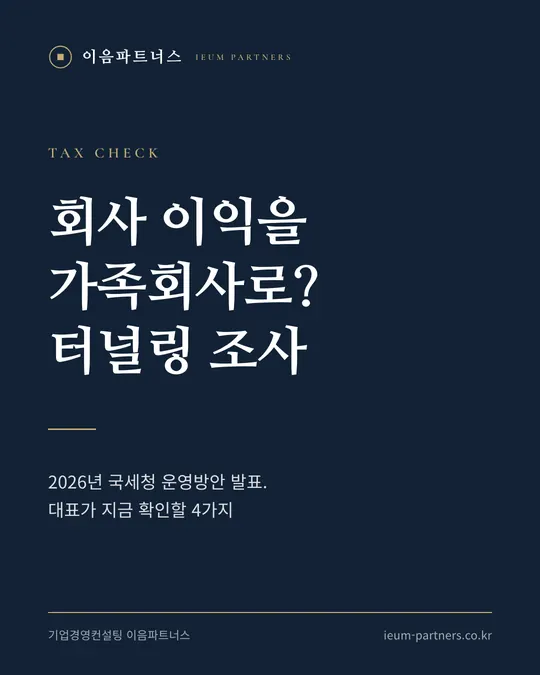 이음파트너스 IEUM PARTNERS
TAX CHECK
회사 이익을
가족회사로?
터널링 조사
2026년 국세청 운영방안 발표.
대표가 지금 확인할 4가지
기업경영컨설팅 이음파트너스 ieum-partners.co.kr